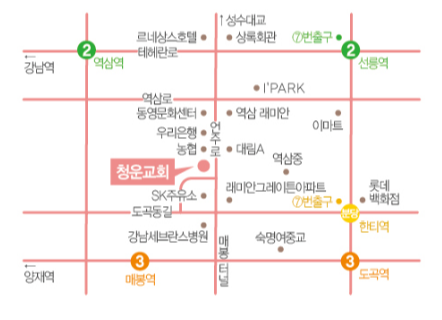 ↑성수대교
르네상스호텔
상록회관
⑦번출구
테헤란로
2
2
←
강남역
역삼역
선릉역
I'PARK
역삼로
동영문화센터
역삼 래미안
이마트
우리은행
언주로
농협
대림A
역삼중
청운교회
래미안그레이튼아파트
롯데
백화점
SK주유소
⑦번출구
도곡동길
분당
한티역
강남세브란스병원
매봉터널
숙명여중교
←
양재역
3
3
매봉역
도곡역